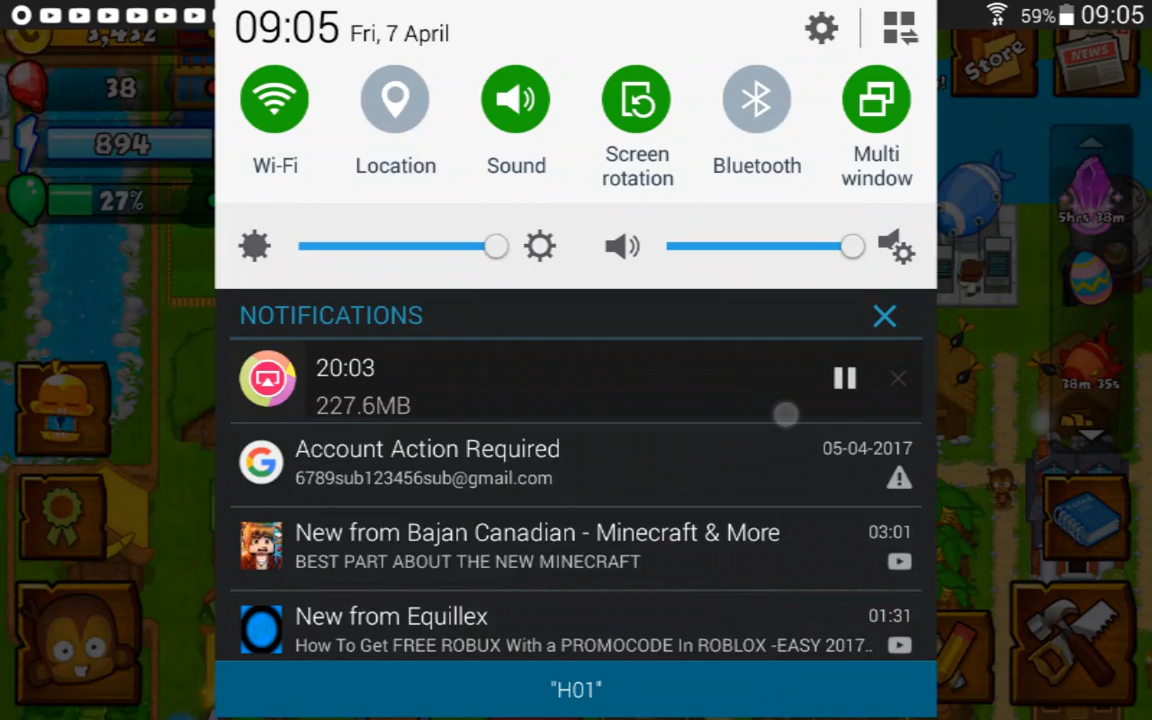 09:05 Fri, 7 April
59% 09:05
3,432
38
894
27%
Store
NEWS
5hrs 38m
38m 35s
Wi-Fi
Location
Sound
Screen
rotation
Bluetooth
Multi
window
NOTIFICATIONS
20:03
227.6MB
Account Action Required
05-04-2017
6789sub123456sub@gmail.com
New from Bajan Canadian - Minecraft & More
03:01
BEST PART ABOUT THE NEW MINECRAFT
New from Equillex
01:31
How To Get FREE ROBUX With a PROMOCODE In ROBLOX -EASY 2017..
"H01"